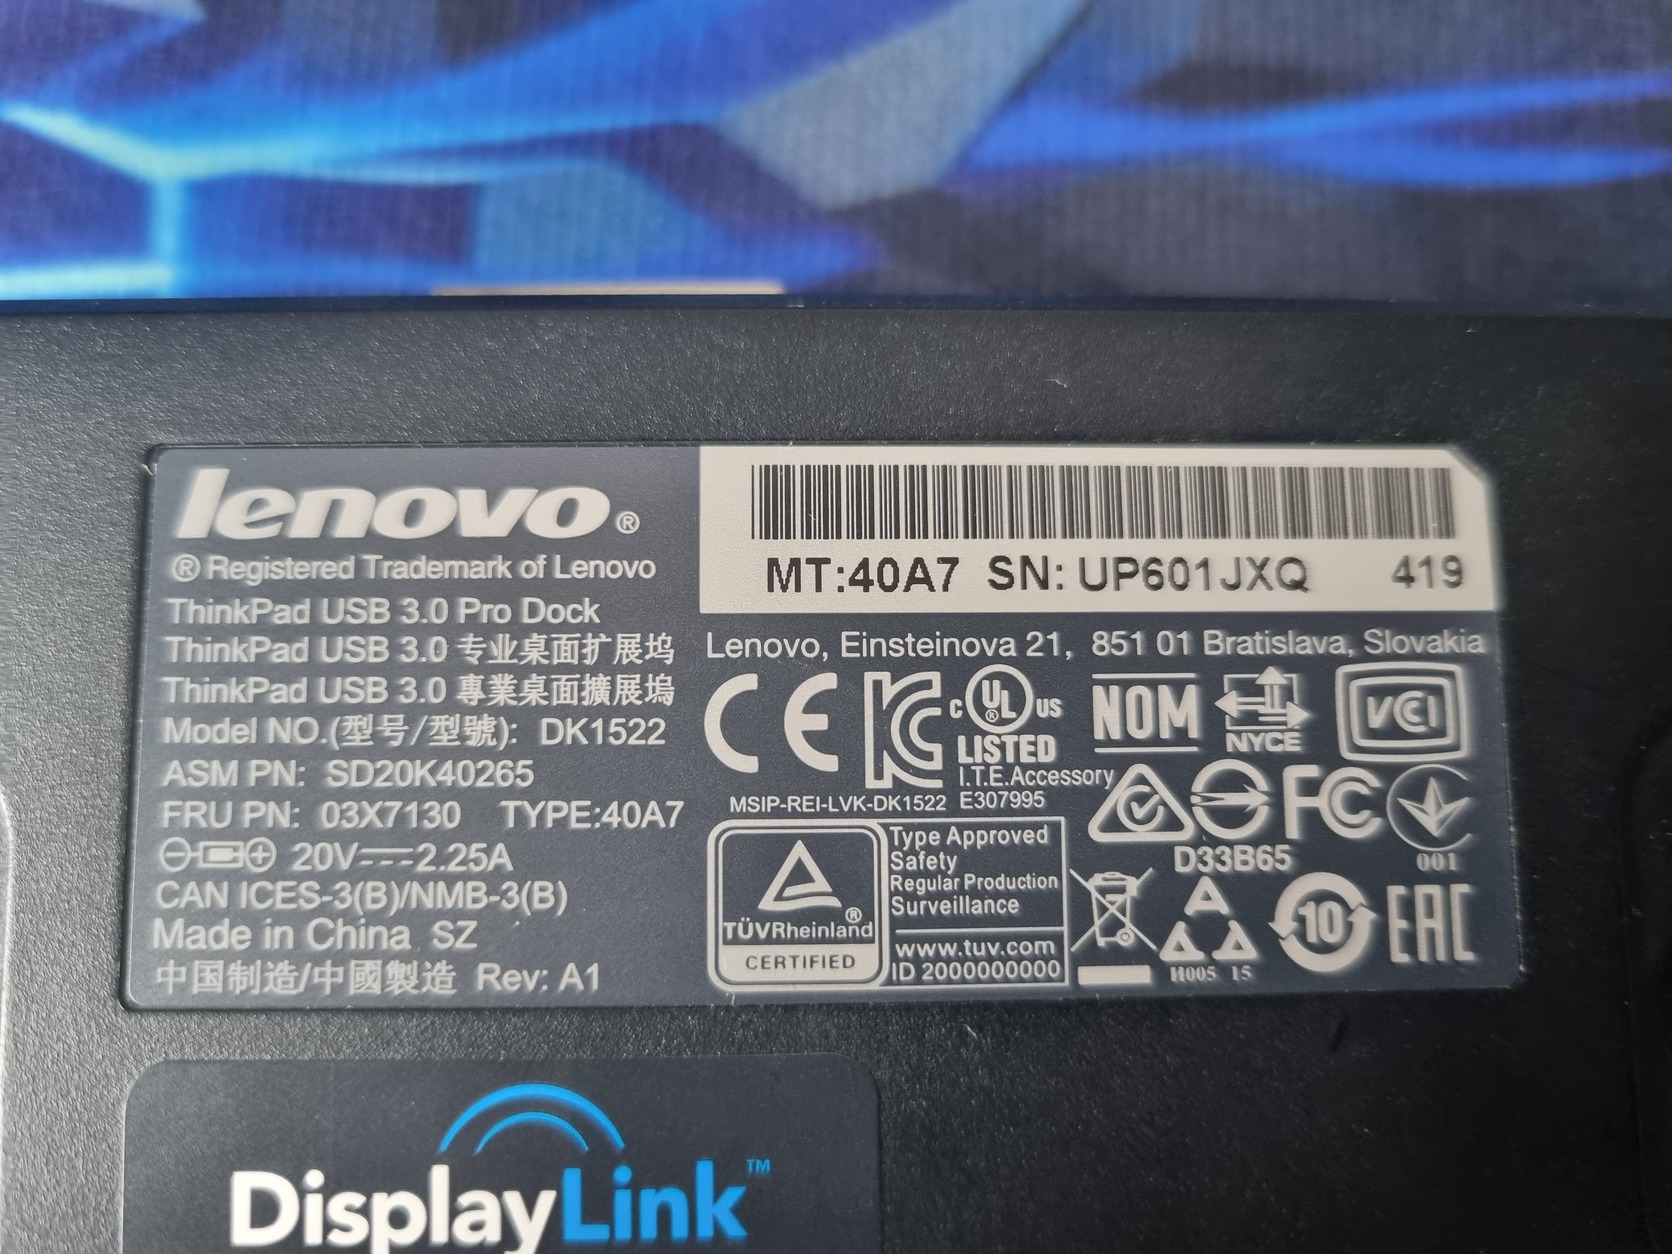 lenovo®
® Registered Trademark of Lenovo
ThinkPad USB 3.0 Pro Dock
ThinkPad USB 3.0 专业桌面扩展坞
ThinkPad USB 3.0 專業桌面擴展塢
Model NO.(型号/型號): DK1522
ASM PN: SD20K40265
FRU PN: 03X7130 TYPE:40A7
20V 2.25A
CAN ICES-3(B)/NMB-3(B)
Made in China SZ
中国制造/中國製造 Rev: A1
MT:40A7 SN: UP601JXQ 419
Lenovo, Einsteinova 21, 851 01 Bratislava, Slovakia
CE
KC
c UL® us
LISTED
I.T.E.Accessory
MSIP-REI-LVK-DK1522 E307995
NOM
NYCE
VCI
FC
D33B65
001
TÜVRheinland®
CERTIFIED
Type Approved
Safety
Regular Production
Surveillance
www.tuv.com
ID 2000000000
H005 15
10
EAC
DisplayLink™